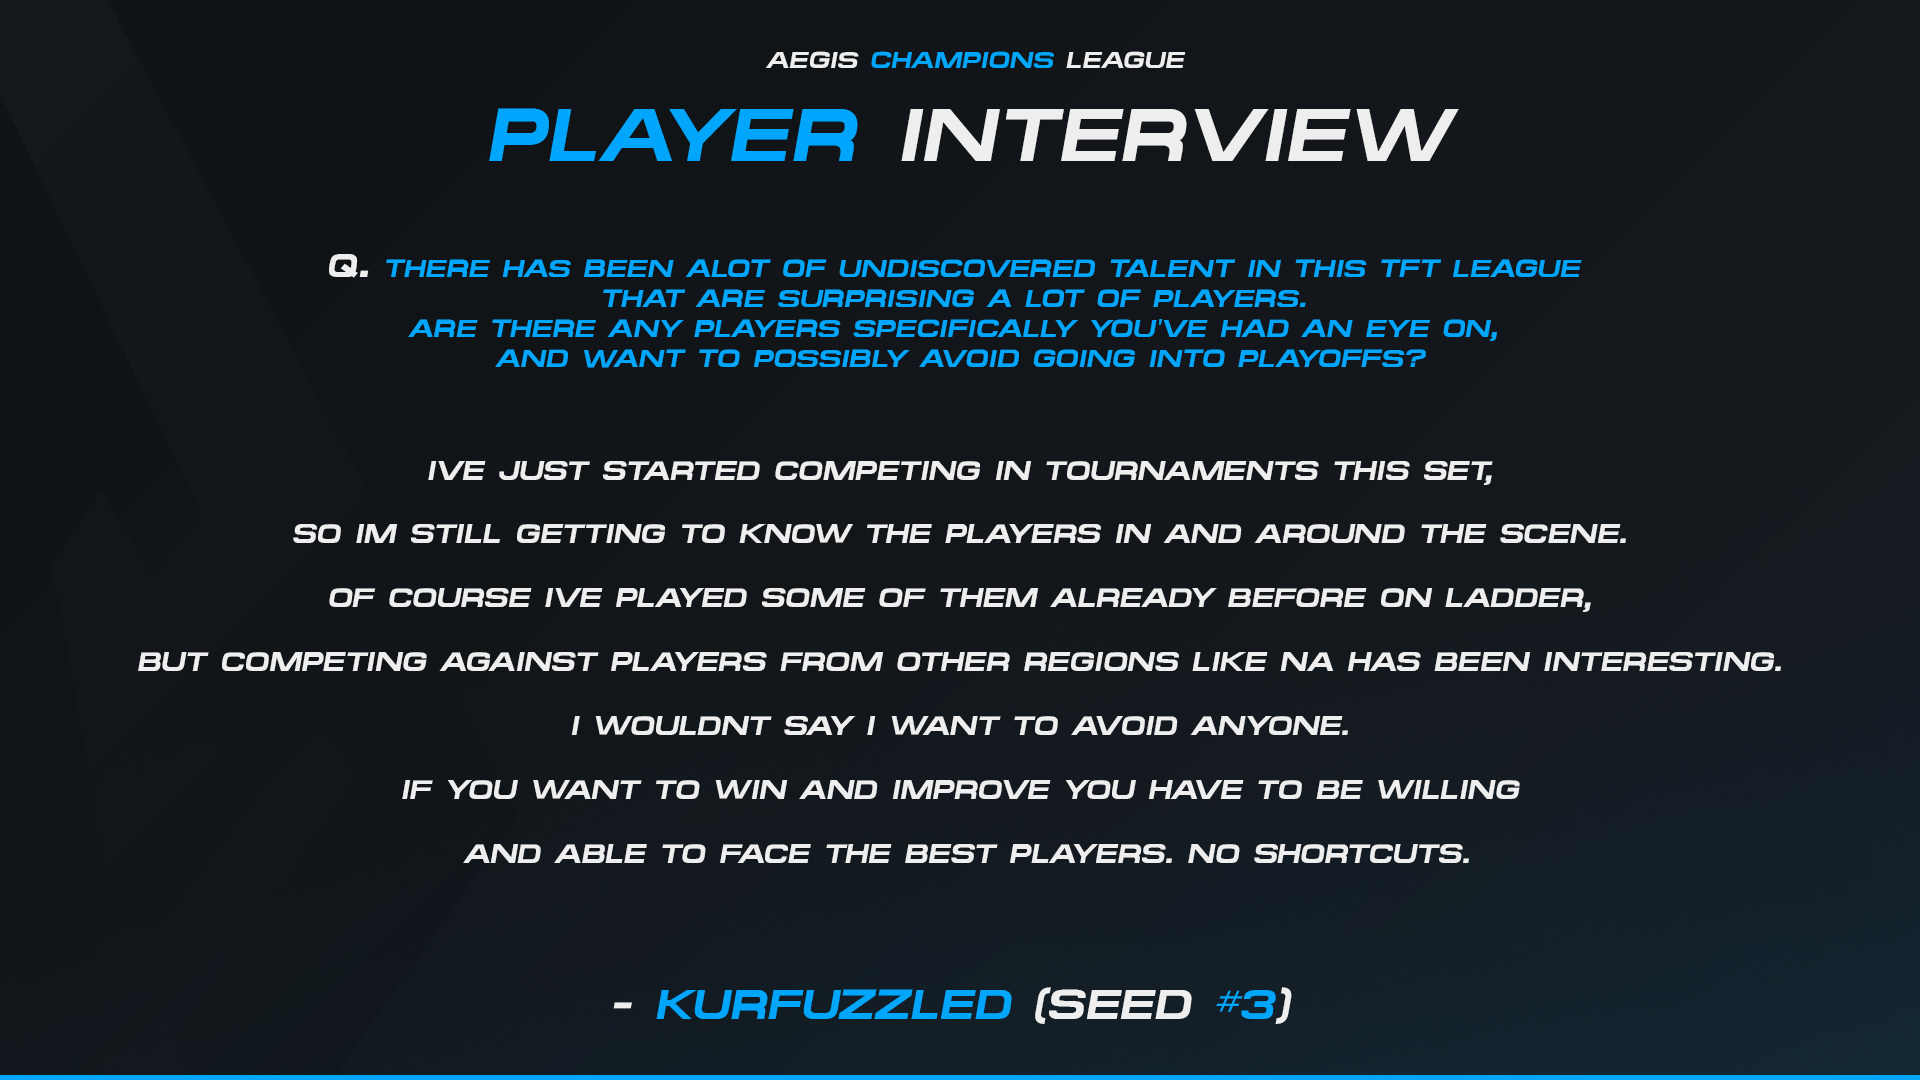 AEGIS CHAMPIONS LEAGUE
PLAYER INTERVIEW
Q. THERE HAS BEEN ALOT OF UNDISCOVERED TALENT IN THIS TFT LEAGUE
THAT ARE SURPRISING A LOT OF PLAYERS.
ARE THERE ANY PLAYERS SPECIFICALLY YOU'VE HAD AN EYE ON,
AND WANT TO POSSIBLY AVOID GOING INTO PLAYOFFS?
IVE JUST STARTED COMPETING IN TOURNAMENTS THIS SET,
SO IM STILL GETTING TO KNOW THE PLAYERS IN AND AROUND THE SCENE.
OF COURSE IVE PLAYED SOME OF THEM ALREADY BEFORE ON LADDER,
BUT COMPETING AGAINST PLAYERS FROM OTHER REGIONS LIKE NA HAS BEEN INTERESTING.
I WOULDNT SAY I WANT TO AVOID ANYONE.
IF YOU WANT TO WIN AND IMPROVE YOU HAVE TO BE WILLING
AND ABLE TO FACE THE BEST PLAYERS. NO SHORTCUTS.
- KURFUZZLED (SEED #3)